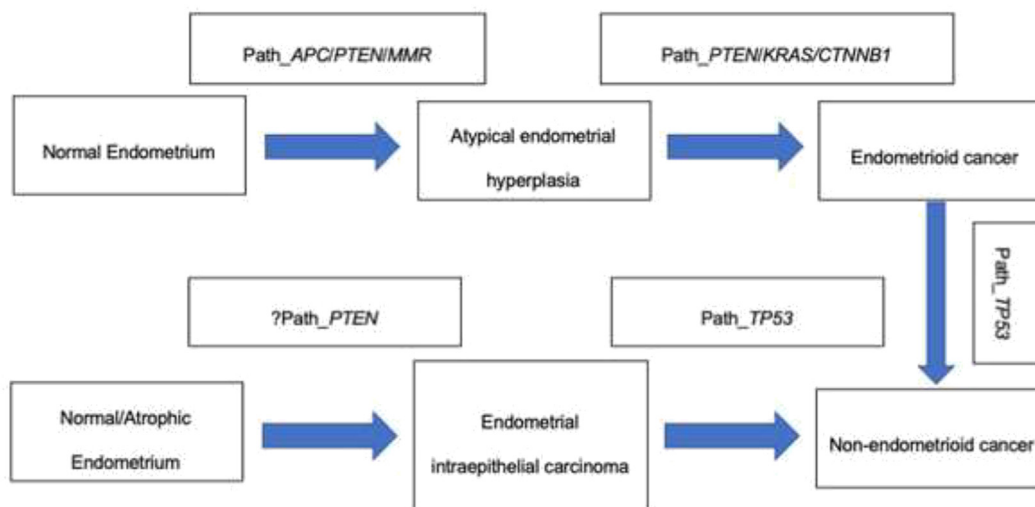 Path_APC/PTEN/MMR
Path_PTEN/KRAS/CTNNB1
Normal Endometrium
Atypical endometrial
hyperplasia
Endometrioid cancer
Path_TP53
?Path_PTEN
Path_TP53
Normal/Atrophic
Endometrium
Endometrial
intraepithelial carcinoma
Non-endometrioid cancer